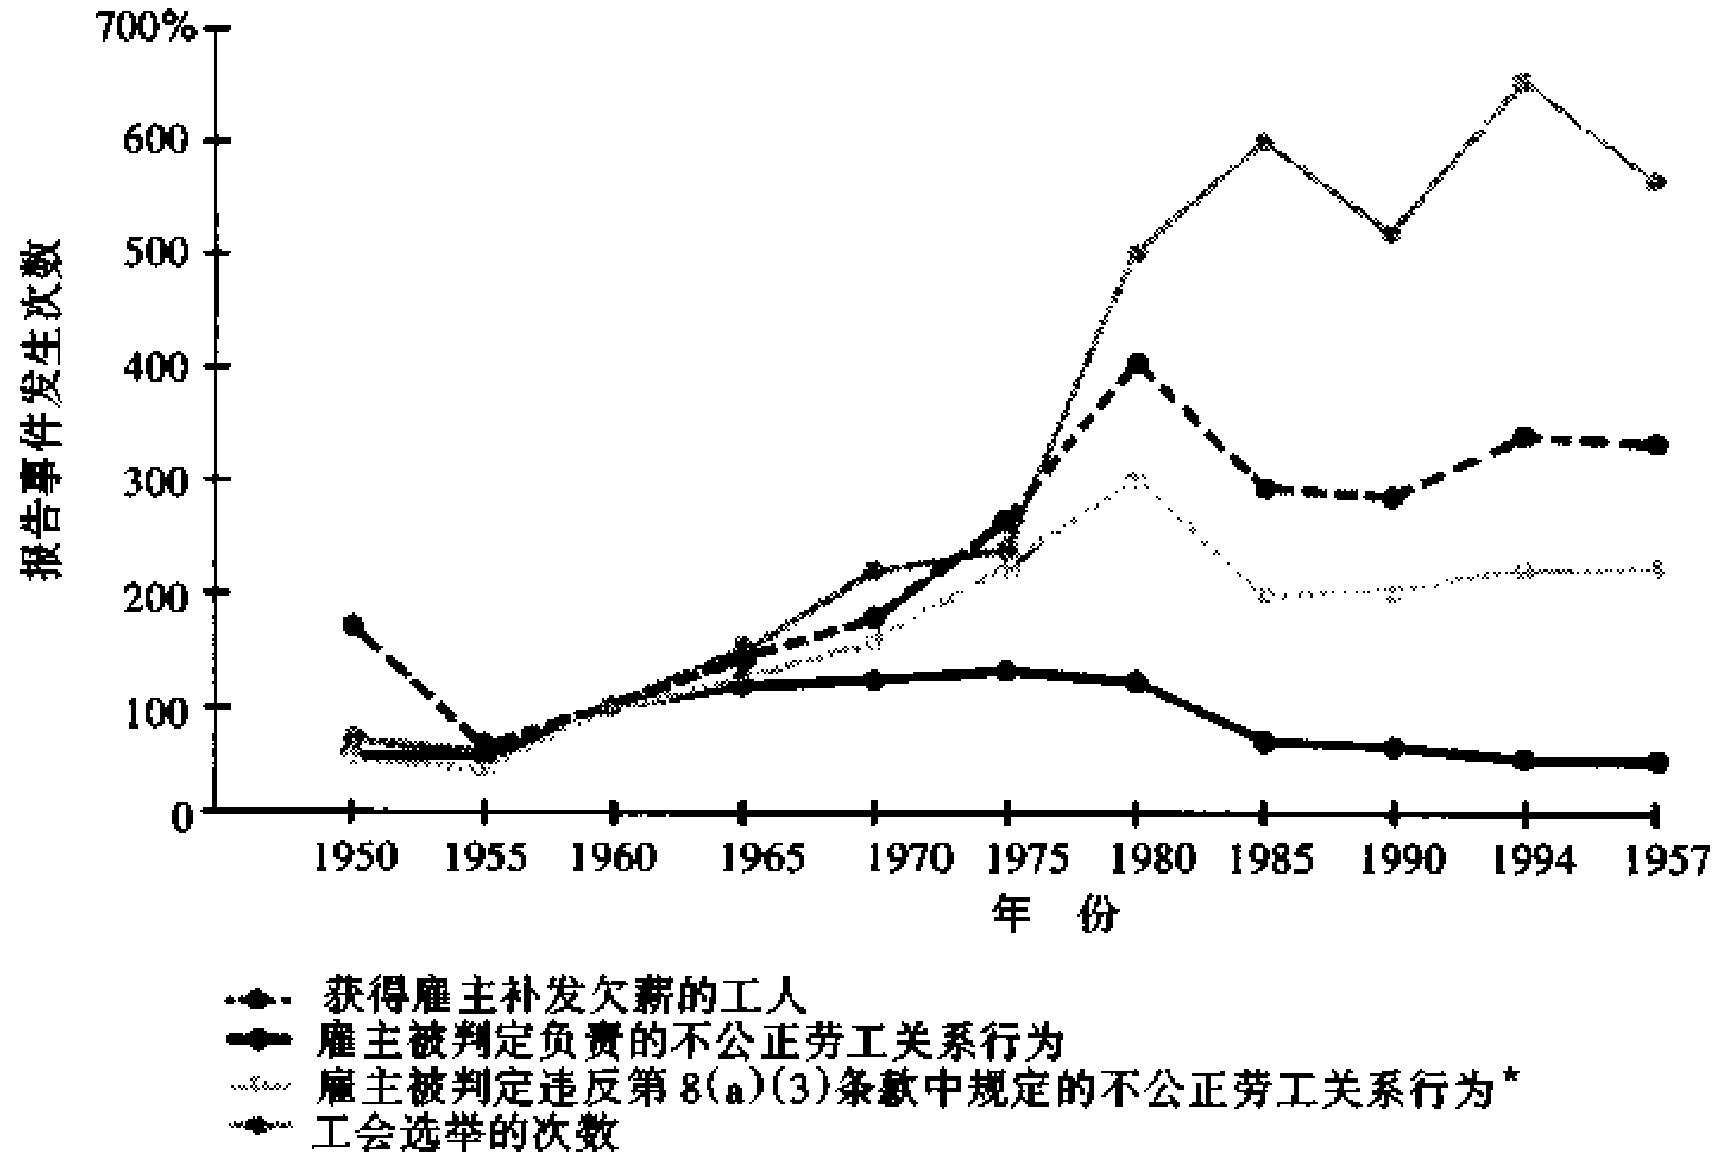 700%
600
500
400
300
200
100
0
报告事件发生次数
1950 1955 1960 1965 1970 1975 1980 1985 1990 1994 1957
年 份
获得雇主补发欠薪的工人
雇主被判定负责的不公正劳工关系行为
雇主被判定违反第8(a)(3)条款中规定的不公正劳工关系行为*
工会选举的次数